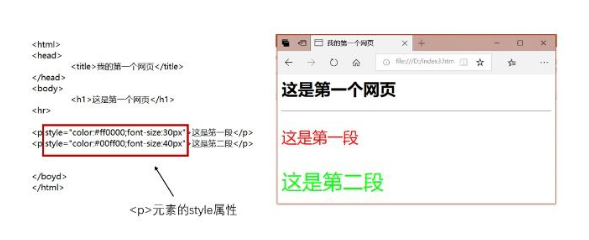 <html>
<head>
<title>我的第一个网页</title>
</head>
<body>
<h1>这是第一个网页</h1>
<hr>
<p style="color:#ff0000;font-size:30px">这是第一段</p>
<p style="color:#00ff00;font-size:40px">这是第二段</p>
</boyd>
</html>
<p>元素的style属性
我的第一个网页
file:///D:/index3.htm
这是第一个网页
这是第一段
这是第二段